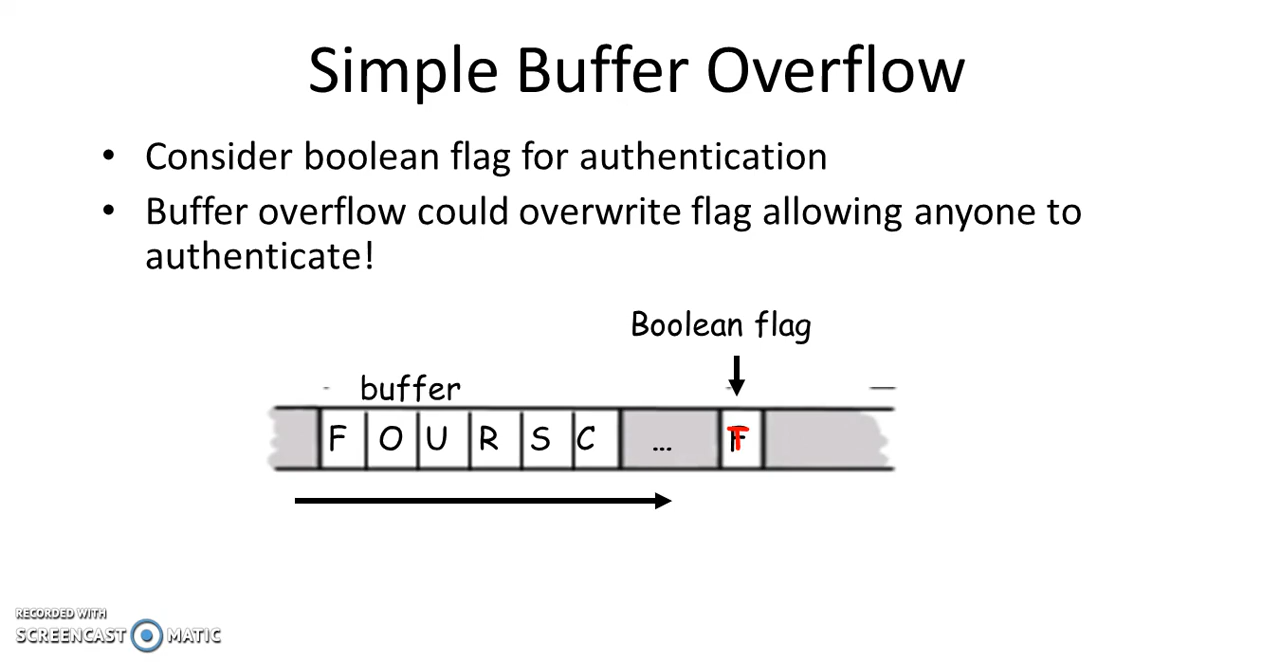 Simple Buffer Overflow
• Consider boolean flag for authentication
• Buffer overflow could overwrite flag allowing anyone to
authenticate!
Boolean flag
buffer
F O U R S C ... F T
RECORDED WITH
SCREENCAST MATIC